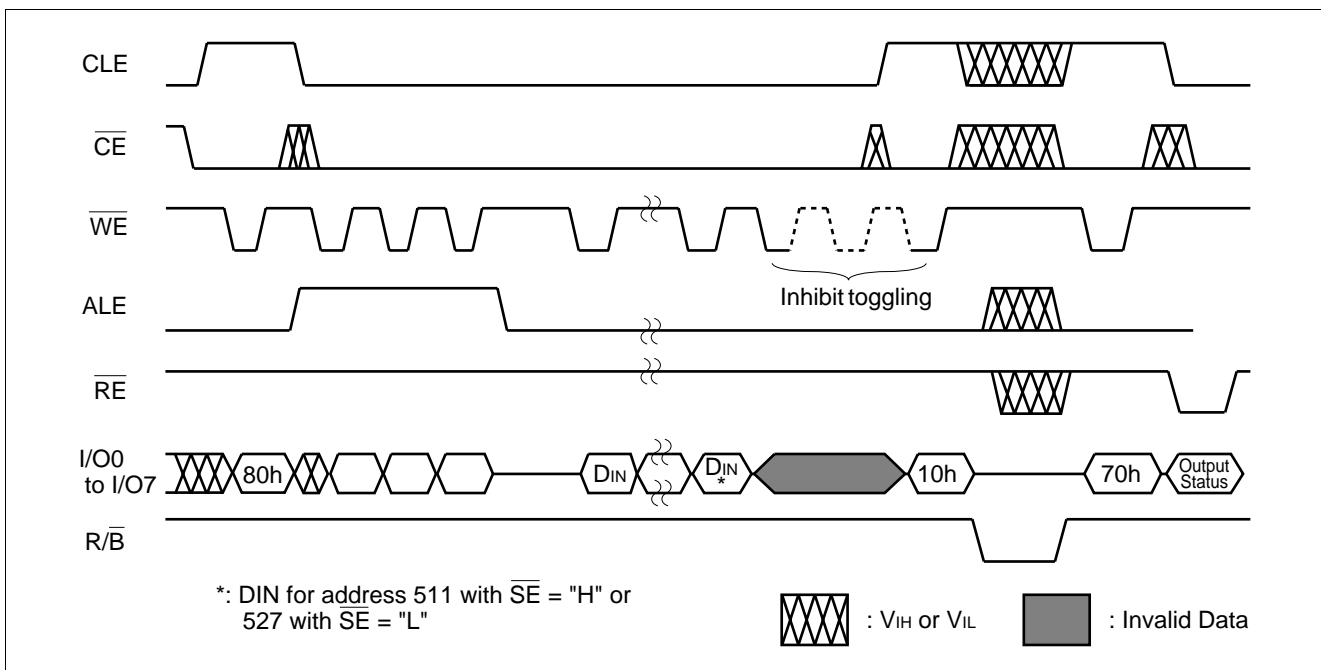 CLE
CE
WE
Inhibit toggling
ALE
RE
I/O0
to I/O7
80h
DIN
DIN
*
10h
70h
Output
Status
R/B
*: DIN for address 511 with SE = "H" or
527 with SE = "L"
: VIH or VIL
: Invalid Data